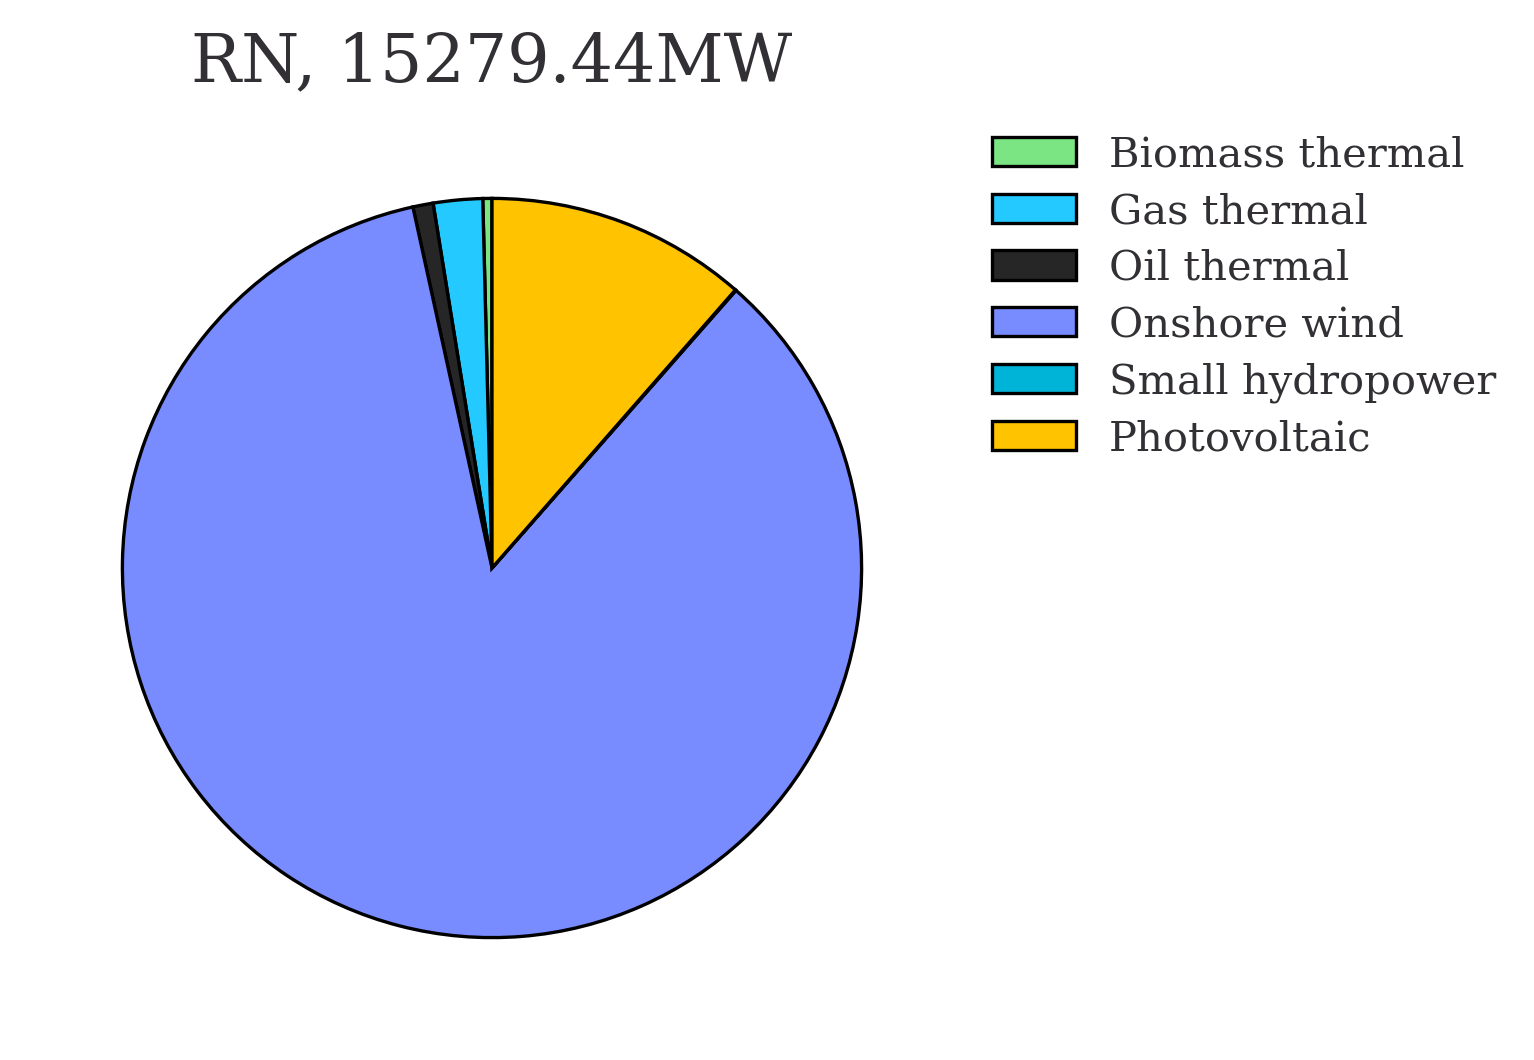 RN, 15279.44MW
Biomass thermal
Gas thermal
Oil thermal
Onshore wind
Small hydropower
Photovoltaic